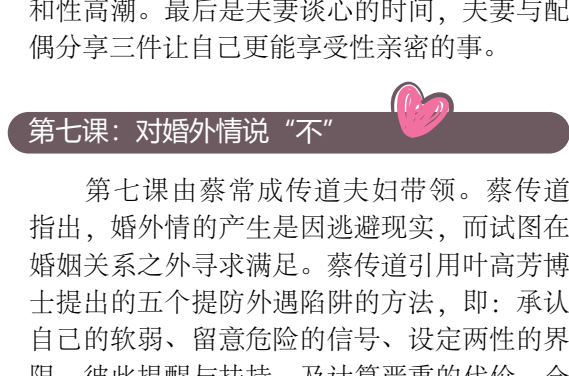 和性高潮。最后是夫妻谈心的时间，夫妻与配
偶分享三件让自己更能享受性亲密的事。
第七课：对婚外情说“不”
第七课由蔡常成传道夫妇带领。蔡传道
指出，婚外情的产生是因逃避现实，而试图在
婚姻关系之外寻求满足。蔡传道引用叶高芳博
士提出的五个提防外遇陷阱的方法，即：承认
自己的软弱、留意危险的信号、设定两性的界
限、彼此提醒与扶持、及计算严重的代价。全